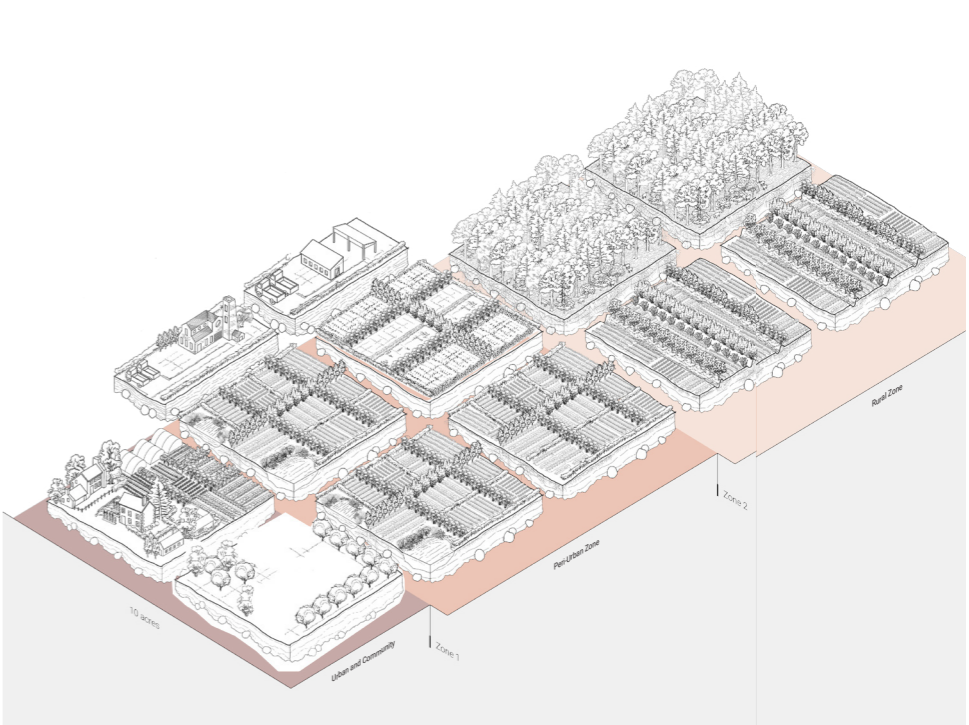 Rural Zone
Zone 2
Peri-Urban Zone
10 acres
Zone 1
Urban and Community